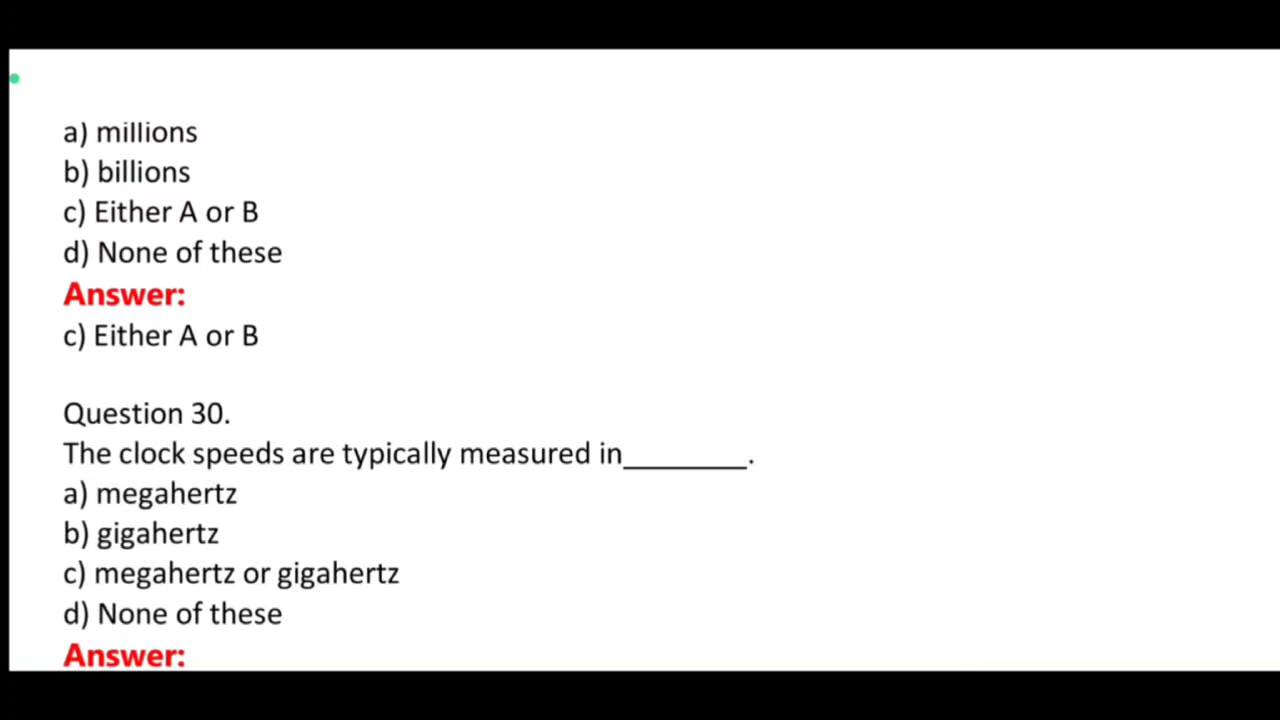 a) millions
b) billions
c) Either A or B
d) None of these
Answer:
c) Either A or B
Question 30.
The clock speeds are typically measured in________.
a) megahertz
b) gigahertz
c) megahertz or gigahertz
d) None of these
Answer: